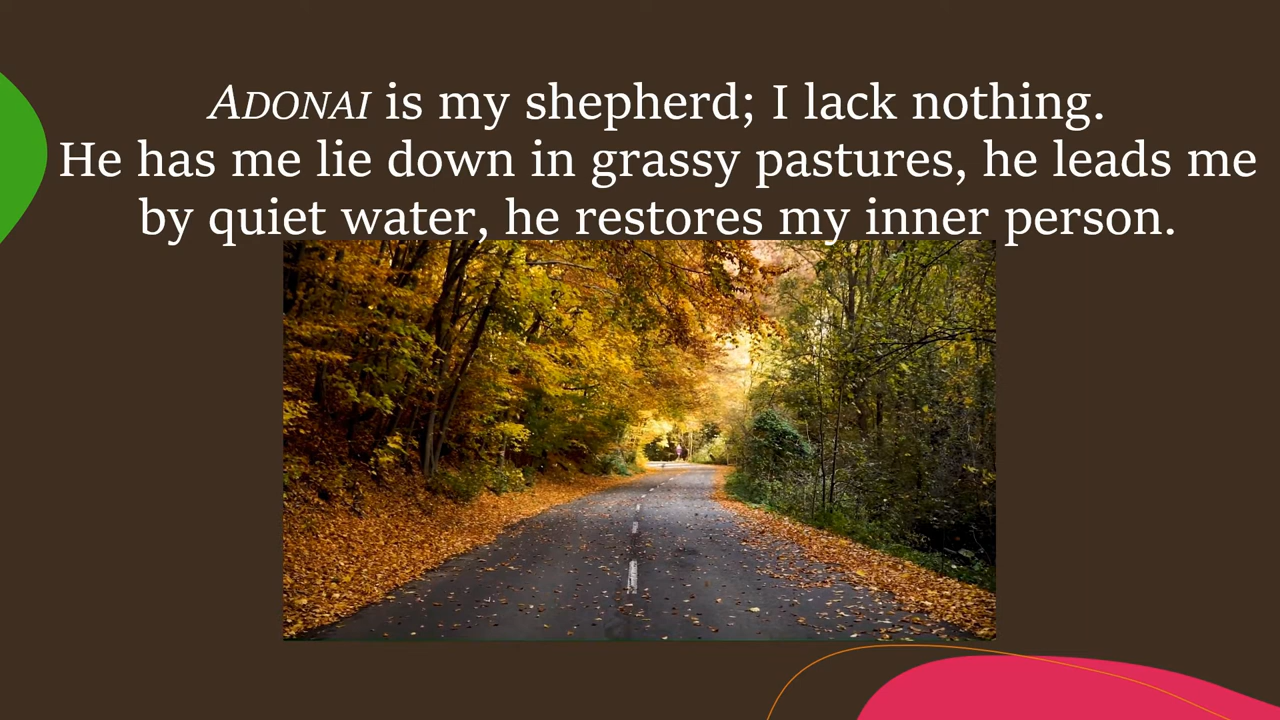 ADONAI is my shepherd; I lack nothing.
He has me lie down in grassy pastures, he leads me
by quiet water, he restores my inner person.